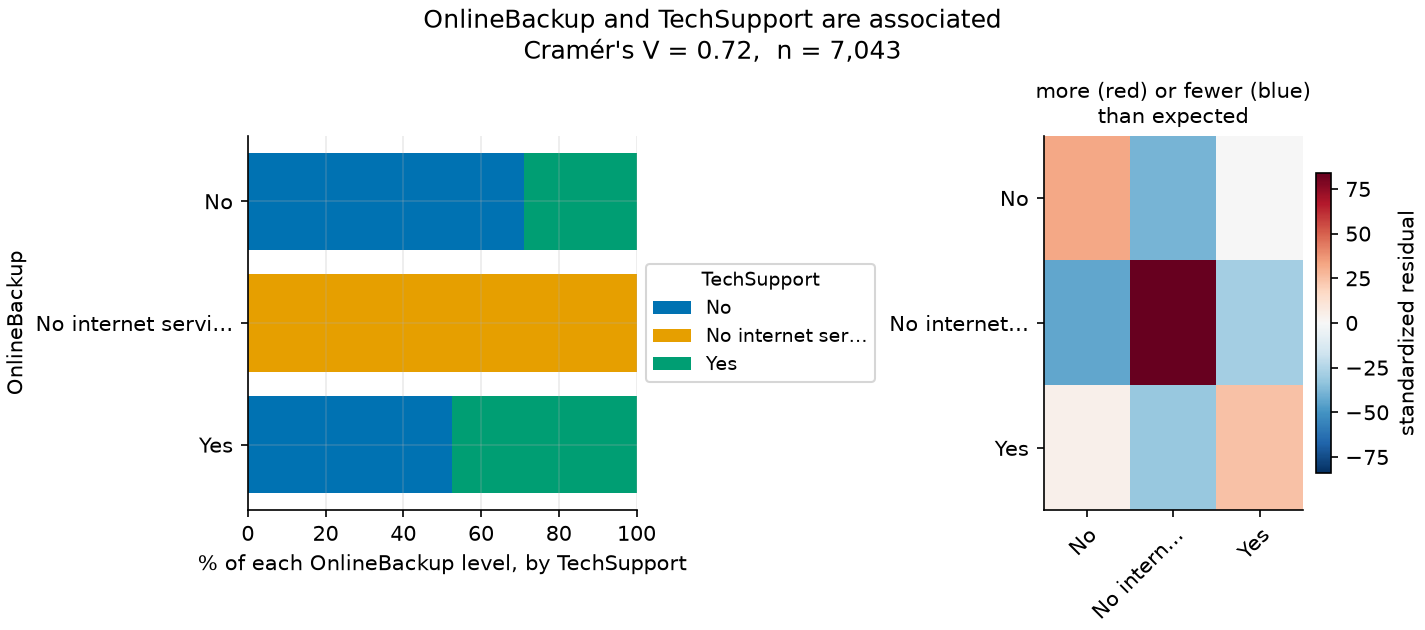 OnlineBackup and TechSupport are associated
Cramér's V = 0.72,  n = 7,043
OnlineBackup
No
No internet servi…
Yes
0
20
40
60
80
100
% of each OnlineBackup level, by TechSupport
TechSupport
No
No internet ser…
Yes
more (red) or fewer (blue)
than expected
No
No internet…
Yes
No
No intern…
Yes
75
50
25
0
−25
−50
−75
standardized residual